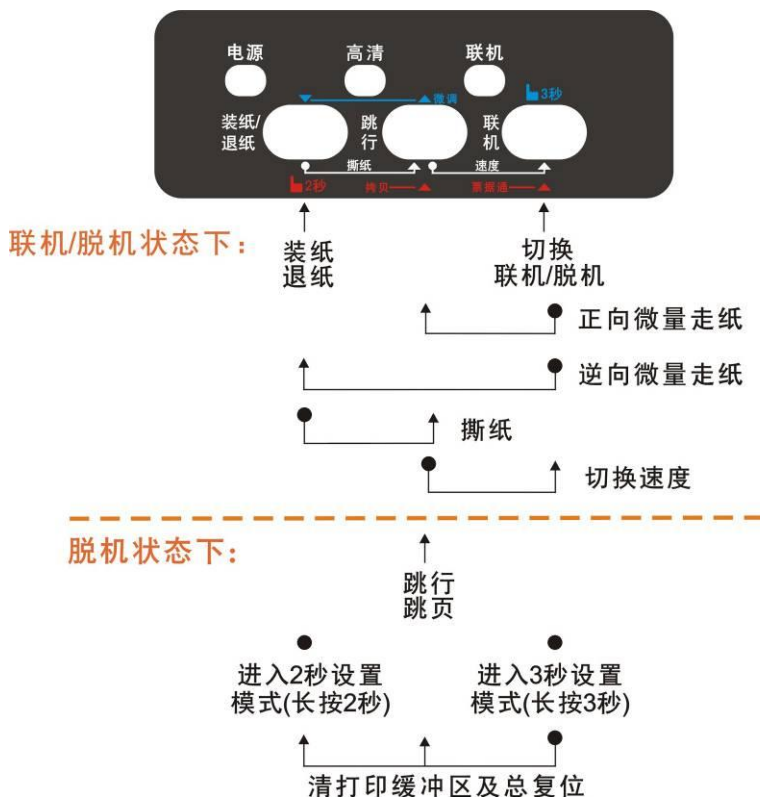 电源 高清 联机
微调 3秒
装纸/ 跳 联
退纸 行 机
撕纸 速度
2秒 拷贝 票据通
联机/脱机状态下：
装纸 切换
退纸 联机/脱机
正向微量走纸
逆向微量走纸
撕纸
切换速度
脱机状态下：
跳行
跳页
进入2秒设置 进入3秒设置
模式(长按2秒) 模式(长按3秒)
清打印缓冲区及总复位